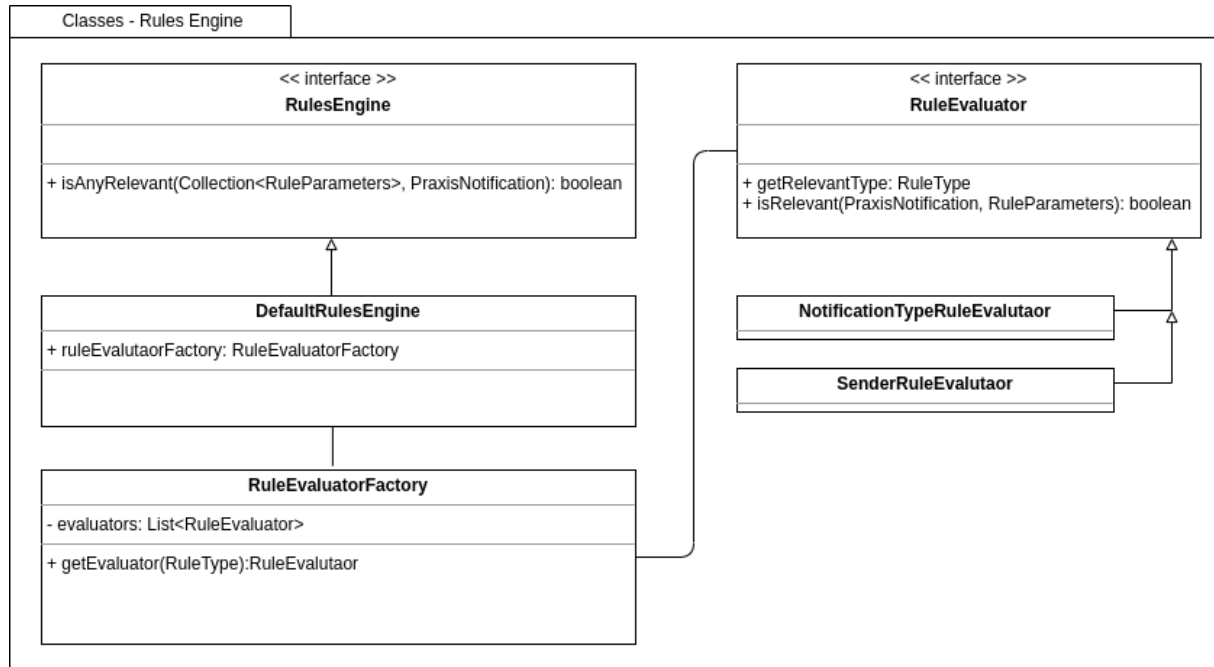 Classes - Rules Engine
<< interface >>
RulesEngine
+ isAnyRelevant(Collection<RuleParameters>, PraxisNotification): boolean
DefaultRulesEngine
+ ruleEvalutaorFactory: RuleEvaluatorFactory
RuleEvaluatorFactory
- evaluators: List<RuleEvaluator>
+ getEvaluator(RuleType):RuleEvalutaor
<< interface >>
RuleEvaluator
+ getRelevantType: RuleType
+ isRelevant(PraxisNotification, RuleParameters): boolean
NotificationTypeRuleEvalutaor
SenderRuleEvalutaor